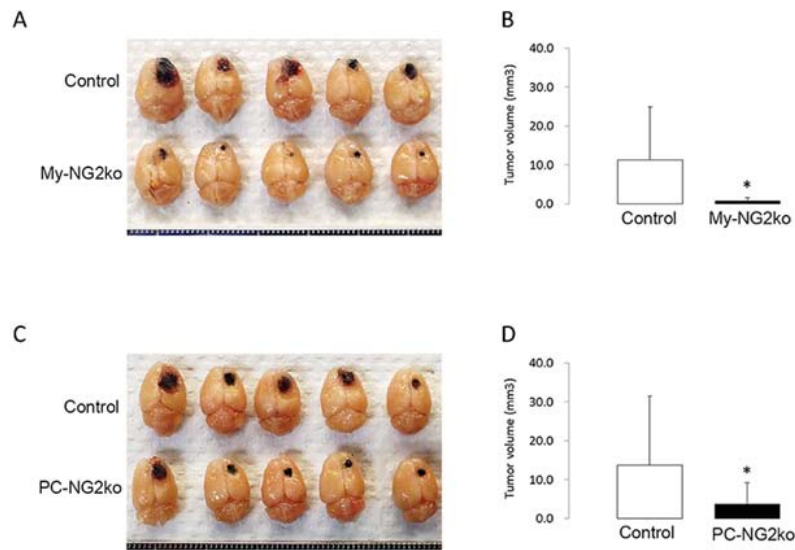 A
Control
My-NG2ko
B
Tumor volume (mm3)
40.0
30.0
20.0
10.0
0.0
*
Control
My-NG2ko
C
Control
PC-NG2ko
D
Tumor volume (mm3)
40.0
30.0
20.0
10.0
0.0
*
Control
PC-NG2ko